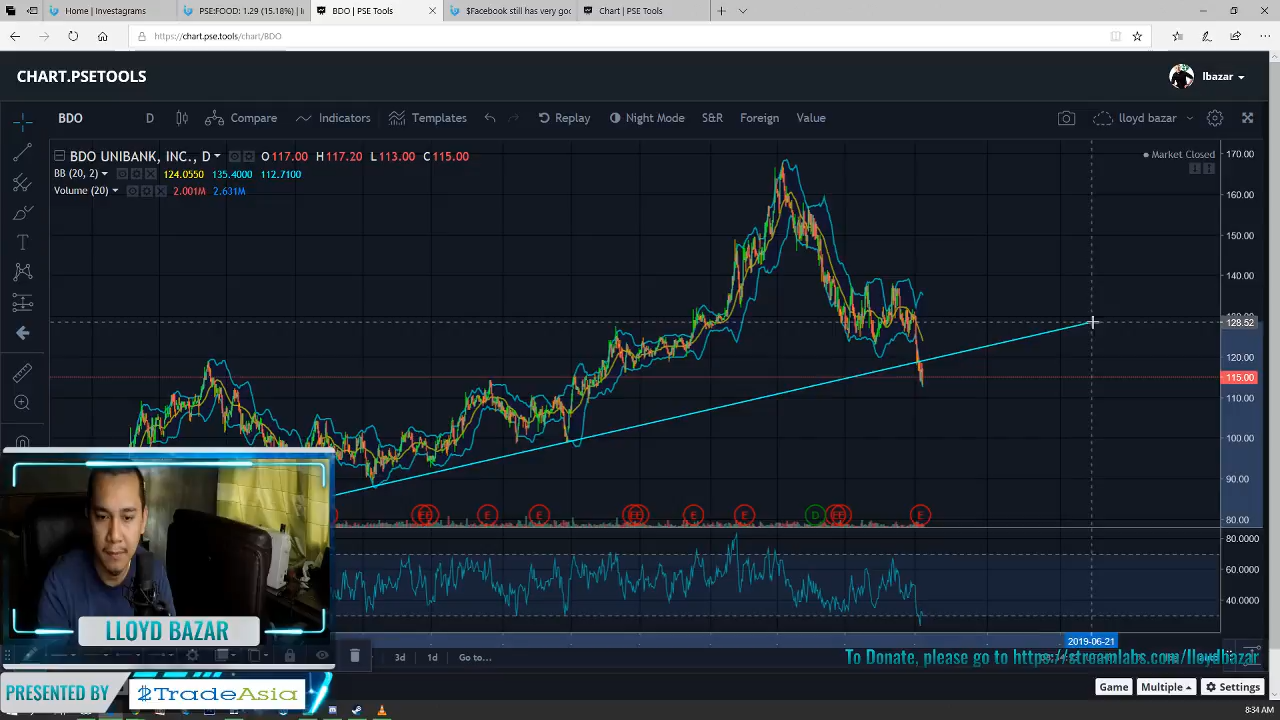 Home | Investagrams
PSE:FOOD: 1.29 (15.18%) | I
BDO | PSE Tools
$Facebook still has very goo
Chart | PSE Tools
https://chart.pse.tools/chart/BDO
CHART.PSETOOLS
lbazar
BDO D Compare Indicators Templates Replay Night Mode S&R Foreign Value lloyd bazar
BDO UNIBANK, INC., D O 117.00 H 117.20 L 113.00 C 115.00
BB (20, 2) 124.0550 135.4000 112.7100
Volume (20) 2.001M 2.631M
Market Closed
170.00
160.00
150.00
140.00
128.52
120.00
115.00
110.00
100.00
90.00
80.00
E E E E E E E E D E E E
80.0000
60.0000
40.0000
2019-06-21
3d 1d Go to...
LLOYD BAZAR
To Donate, please go to https://streamlabs.com/lloydbazar
PRESENTED BY $TradeAsia
Game Multiple Settings
8:34 AM